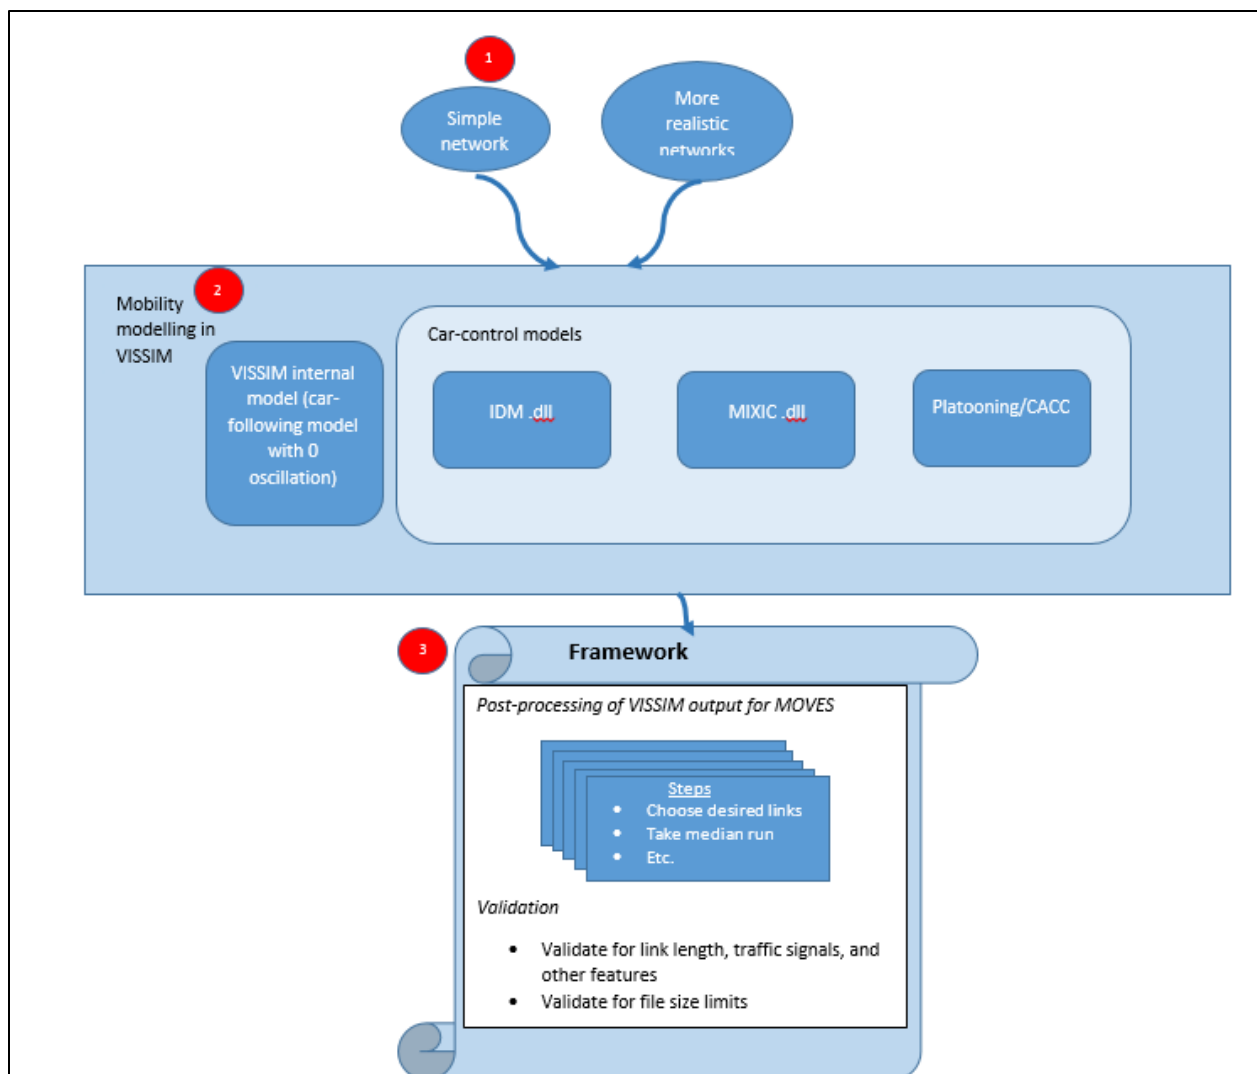 1
Simple
network
More
realistic
networks
2
Mobility
modelling in
VISSIM
VISSIM internal
model (car-
following model
with 0
oscillation)
Car-control models
IDM .dll
MIXIC .dll
Platooning/CACC
3
Framework
Post-processing of VISSIM output for MOVES
Steps
• Choose desired links
• Take median run
• Etc.
Validation
• Validate for link length, traffic signals, and
other features
• Validate for file size limits